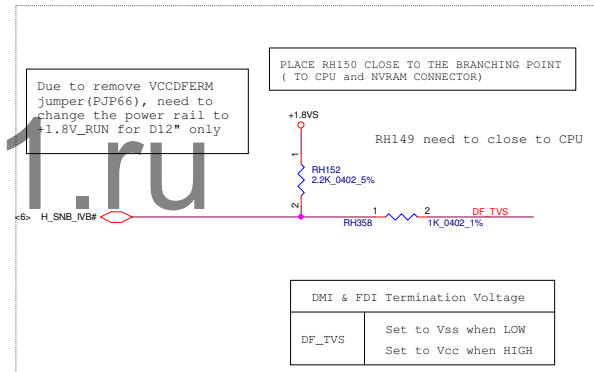 PLACE RH150 CLOSE TO THE BRANCHING POINT
( TO CPU and NVRAM CONNECTOR)
Due to remove VCCDFERM
jumper(PJP66), need to
change the power rail to
+1.8V_RUN for D12" only
+1.8VS
RH149 need to close to CPU
1
RH152
2.2K_0402_5%
2
1.ru
<6> H_SNB_IVB#
1 2 DF_TVS
RH358 1K_0402_1%
DMI & FDI Termination Voltage
DF_TVS
Set to Vss when LOW
Set to Vcc when HIGH